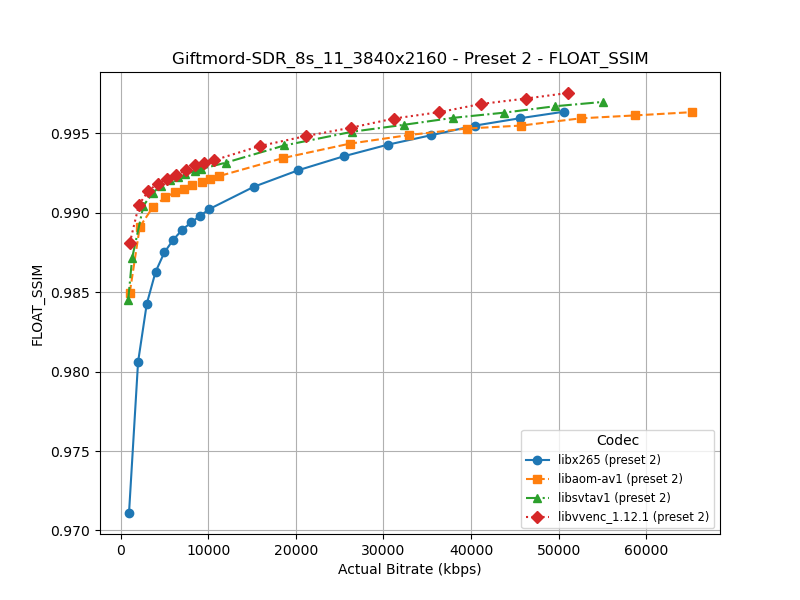 Giftmord-SDR_8s_11_3840x2160 - Preset 2 - FLOAT_SSIM
FLOAT_SSIM
0.995
0.990
0.985
0.980
0.975
0.970
Codec
libx265 (preset 2)
libaom-av1 (preset 2)
libsvtav1 (preset 2)
libvvenc_1.12.1 (preset 2)
0 10000 20000 30000 40000 50000 60000
Actual Bitrate (kbps)